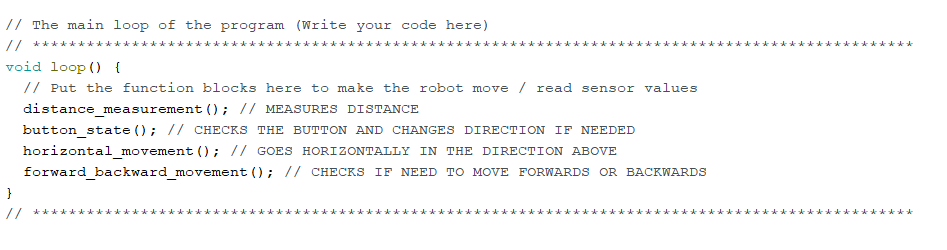 // The main loop of the program (Write your code here)
// **************************************************************************************************
void loop() {
// Put the function blocks here to make the robot move / read sensor values
distance_measurement(); // MEASURES DISTANCE
button_state(); // CHECKS THE BUTTON AND CHANGES DIRECTION IF NEEDED
horizontal_movement(); // GOES HORIZONTALLY IN THE DIRECTION ABOVE
forward_backward_movement(); // CHECKS IF NEED TO MOVE FORWARDS OR BACKWARDS
}
// **************************************************************************************************